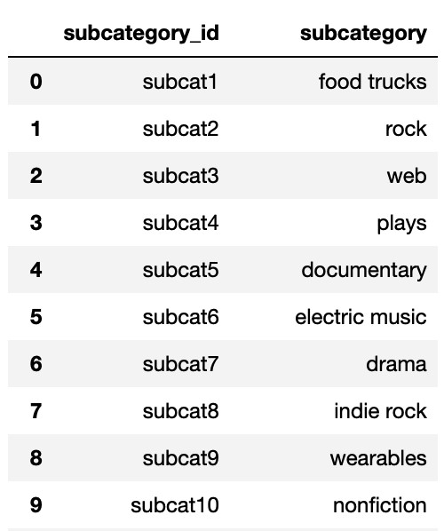 subcategory_id subcategory
0 subcat1 food trucks
1 subcat2 rock
2 subcat3 web
3 subcat4 plays
4 subcat5 documentary
5 subcat6 electric music
6 subcat7 drama
7 subcat8 indie rock
8 subcat9 wearables
9 subcat10 nonfiction